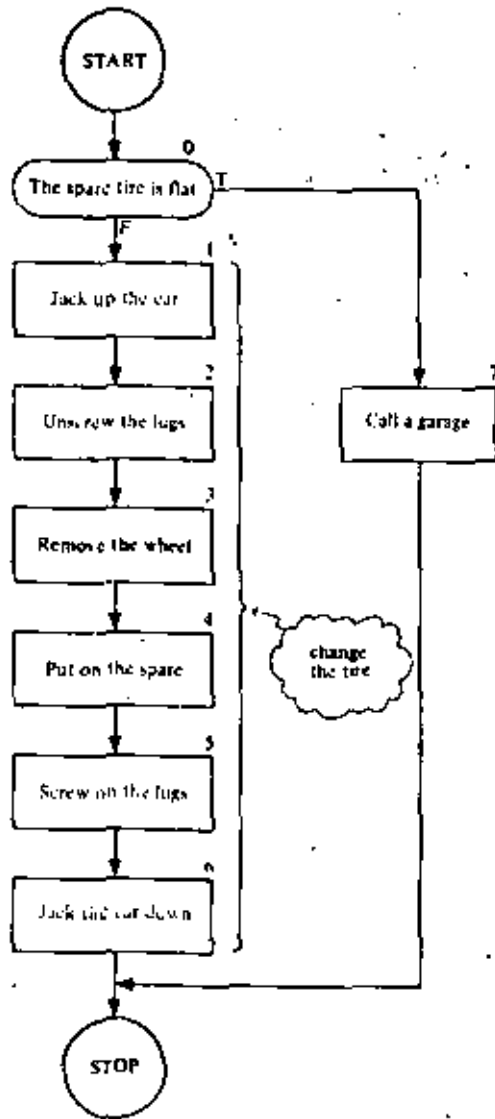 START
0
The spare tire is flat
T
F
1
Jack up the car
2
Unscrew the lugs
7
Call a garage
3
Remove the wheel
4
Put on the spare
change
the tire
5
Screw on the lugs
6
Jack the car down
STOP